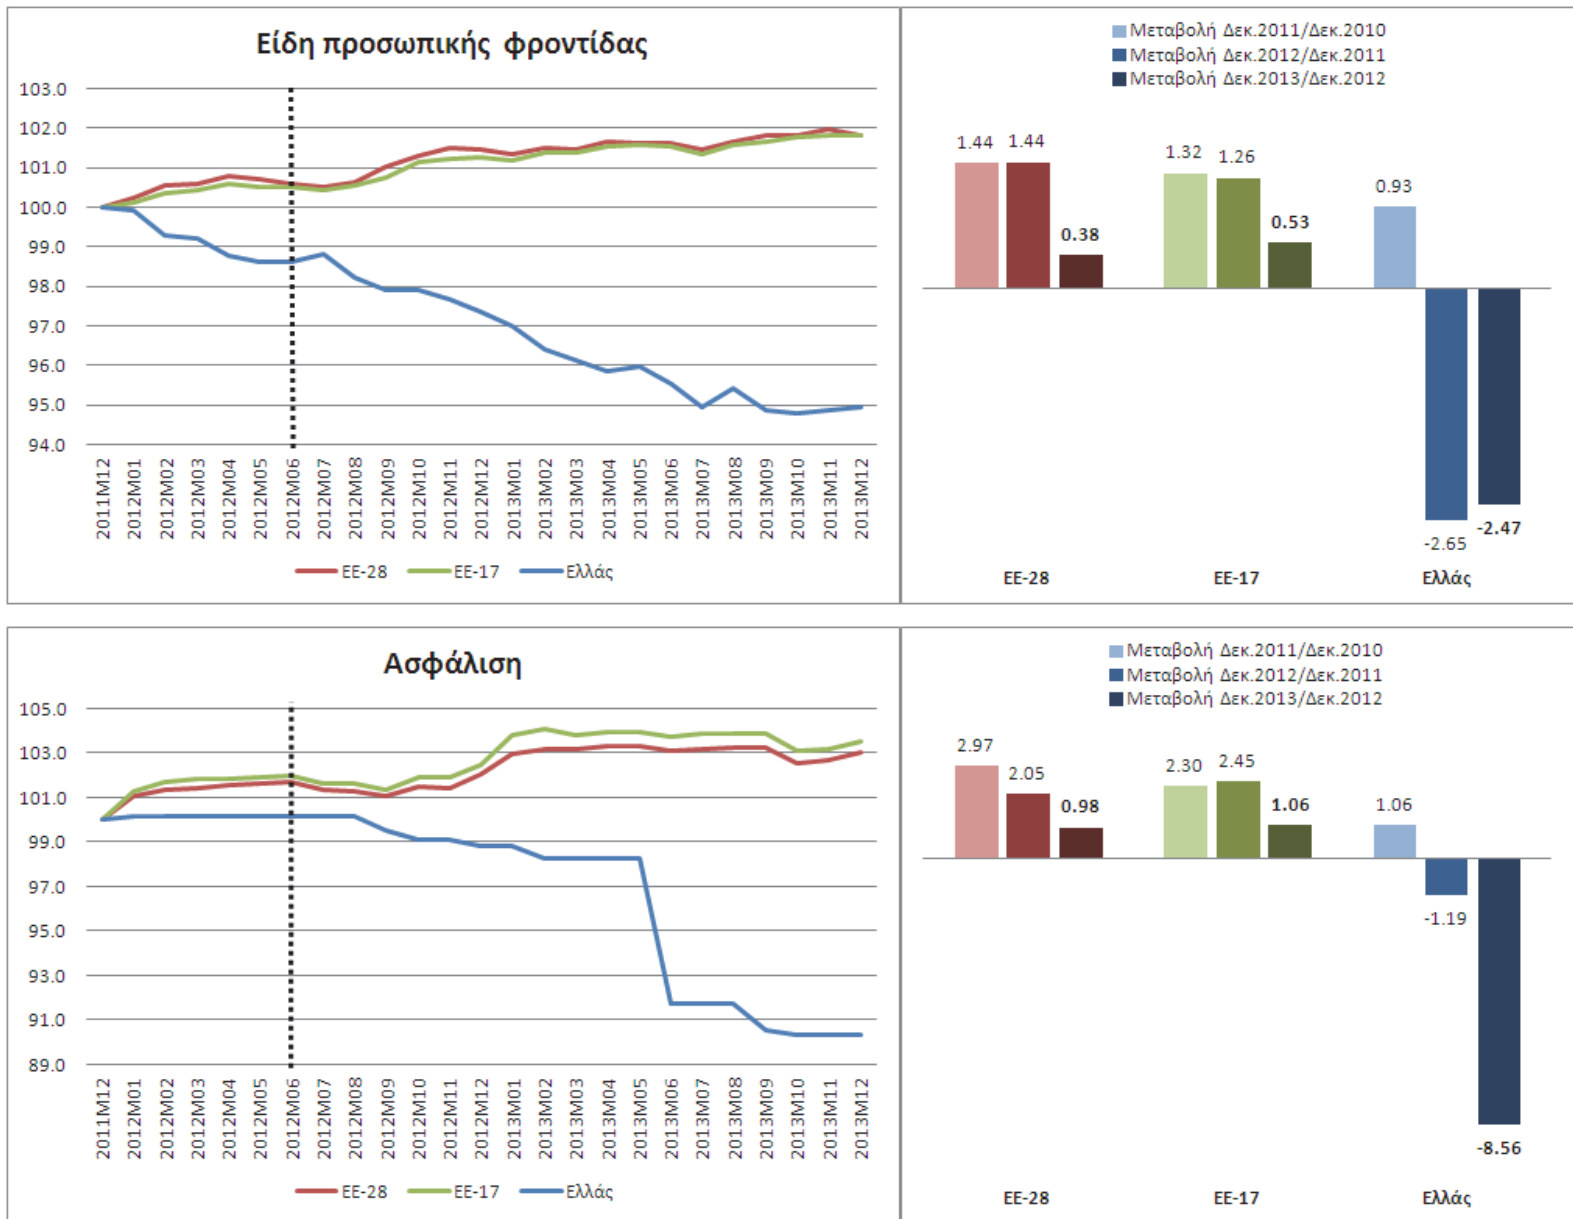 Είδη προσωπικής φροντίδας
103.0
102.0
101.0
100.0
99.0
98.0
97.0
96.0
95.0
94.0
2011M12
2012M01
2012M02
2012M03
2012M04
2012M05
2012M06
2012M07
2012M08
2012M09
2012M10
2012M11
2012M12
2013M01
2013M02
2013M03
2013M04
2013M05
2013M06
2013M07
2013M08
2013M09
2013M10
2013M11
2013M12
ΕΕ-28 ΕΕ-17 Ελλάς
Μεταβολή Δεκ.2011/Δεκ.2010
Μεταβολή Δεκ.2012/Δεκ.2011
Μεταβολή Δεκ.2013/Δεκ.2012
1.44 1.44 0.38
1.32 1.26 0.53
0.93 -2.65 -2.47
ΕΕ-28 ΕΕ-17 Ελλάς
Ασφάλιση
105.0
103.0
101.0
99.0
97.0
95.0
93.0
91.0
89.0
2011M12
2012M01
2012M02
2012M03
2012M04
2012M05
2012M06
2012M07
2012M08
2012M09
2012M10
2012M11
2012M12
2013M01
2013M02
2013M03
2013M04
2013M05
2013M06
2013M07
2013M08
2013M09
2013M10
2013M11
2013M12
ΕΕ-28 ΕΕ-17 Ελλάς
Μεταβολή Δεκ.2011/Δεκ.2010
Μεταβολή Δεκ.2012/Δεκ.2011
Μεταβολή Δεκ.2013/Δεκ.2012
2.97 2.05 0.98
2.30 2.45 1.06
1.06 -1.19 -8.56
ΕΕ-28 ΕΕ-17 Ελλάς